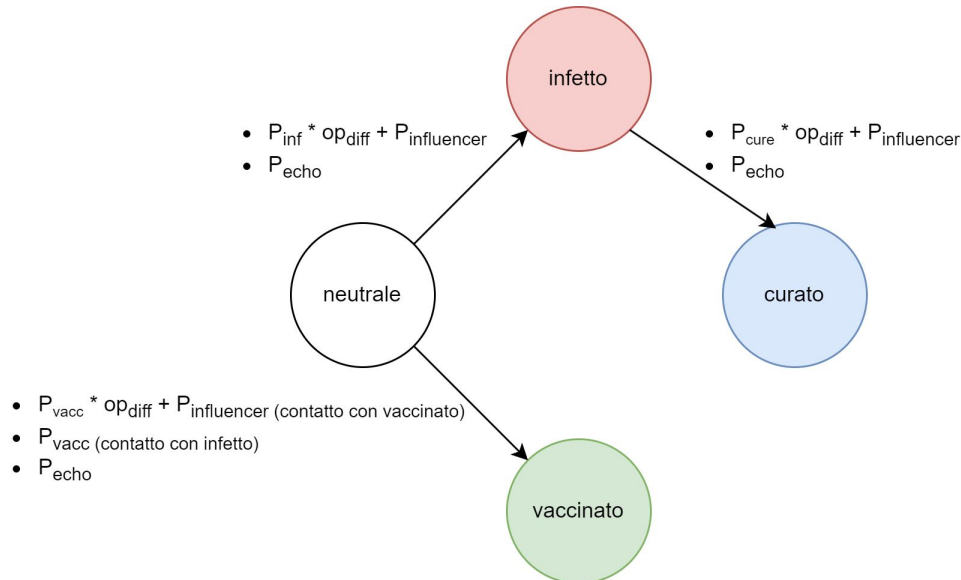 infetto
• P_inf * op_diff + P_influencer
• P_echo
• P_cure * op_diff + P_influencer
• P_echo
neutrale
curato
• P_vacc * op_diff + P_influencer (contatto con vaccinato)
• P_vacc (contatto con infetto)
• P_echo
vaccinato